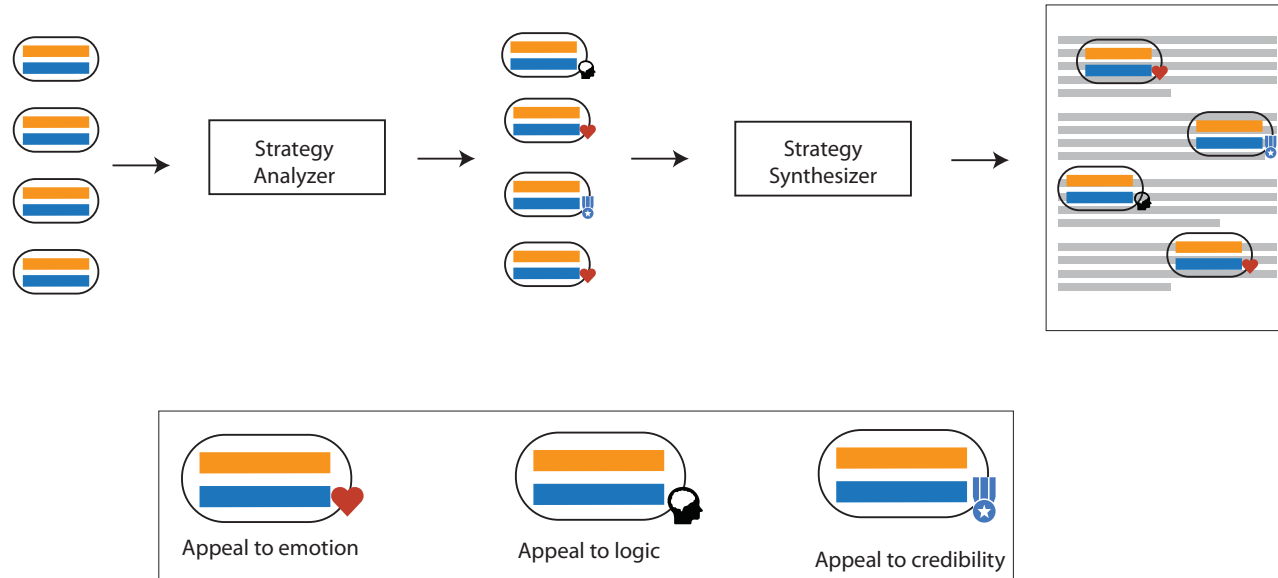 Strategy
Analyzer
Strategy
Synthesizer
Appeal to emotion
Appeal to logic
Appeal to credibility